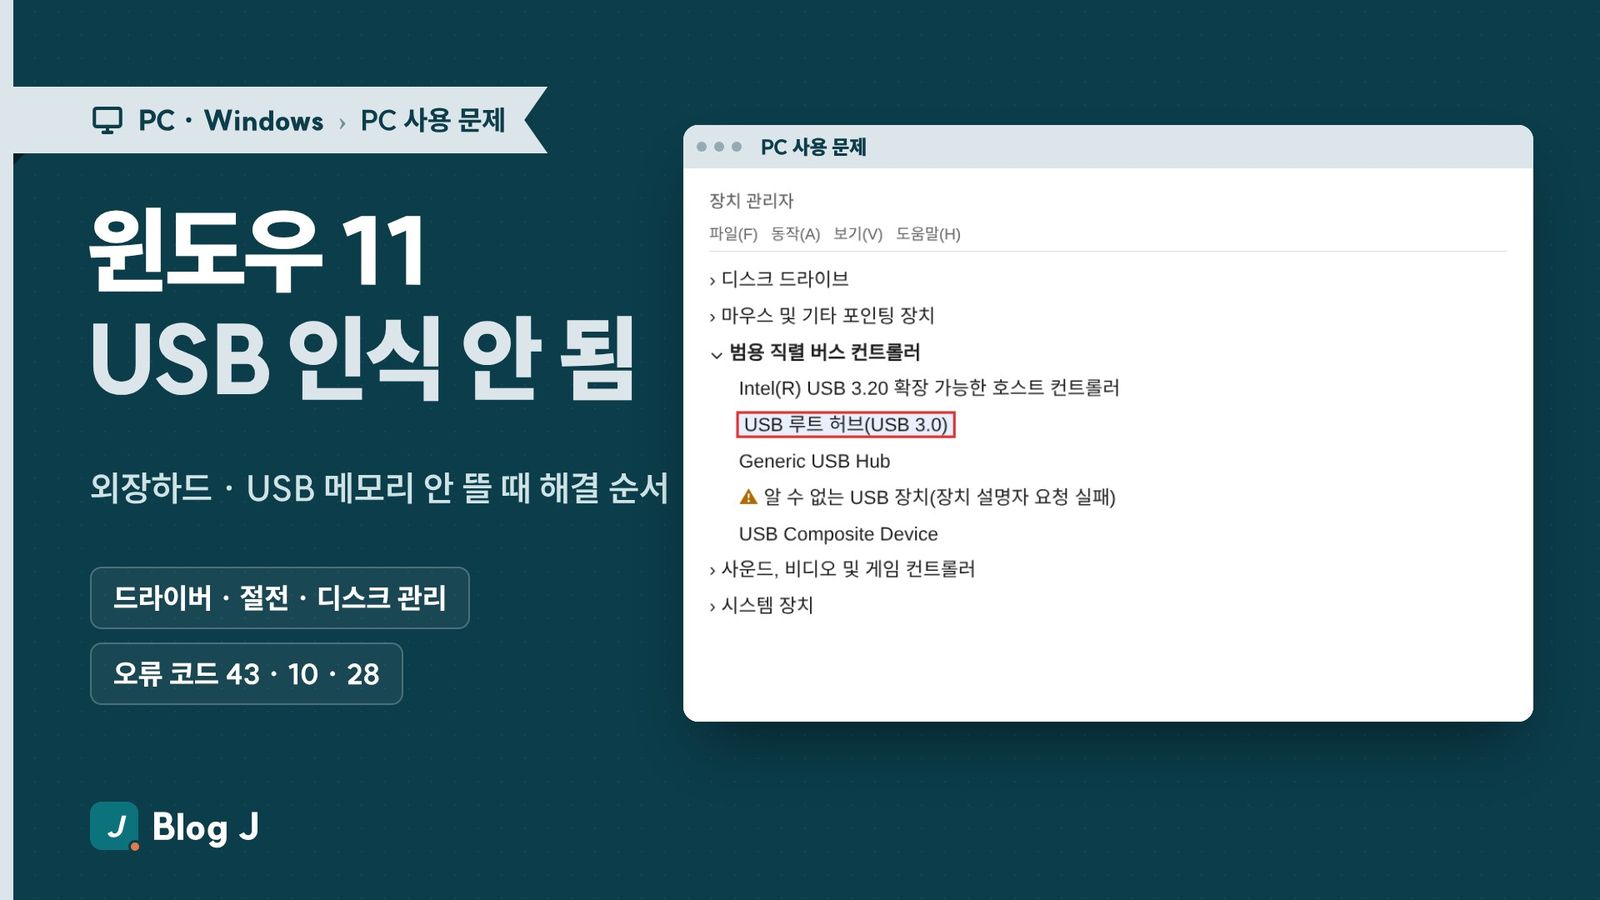 PC · Windows › PC 사용 문제
윈도우 11
USB 인식 안 됨
외장하드 · USB 메모리 안 뜰 때 해결 순서
드라이버 · 절전 · 디스크 관리
오류 코드 43 · 10 · 28
J Blog J
PC 사용 문제
장치 관리자
파일(F) 동작(A) 보기(V) 도움말(H)
› 디스크 드라이브
› 마우스 및 기타 포인팅 장치
⌄ 범용 직렬 버스 컨트롤러
Intel(R) USB 3.20 확장 가능한 호스트 컨트롤러
USB 루트 허브(USB 3.0)
Generic USB Hub
알 수 없는 USB 장치(장치 설명자 요청 실패)
USB Composite Device
› 사운드, 비디오 및 게임 컨트롤러
› 시스템 장치